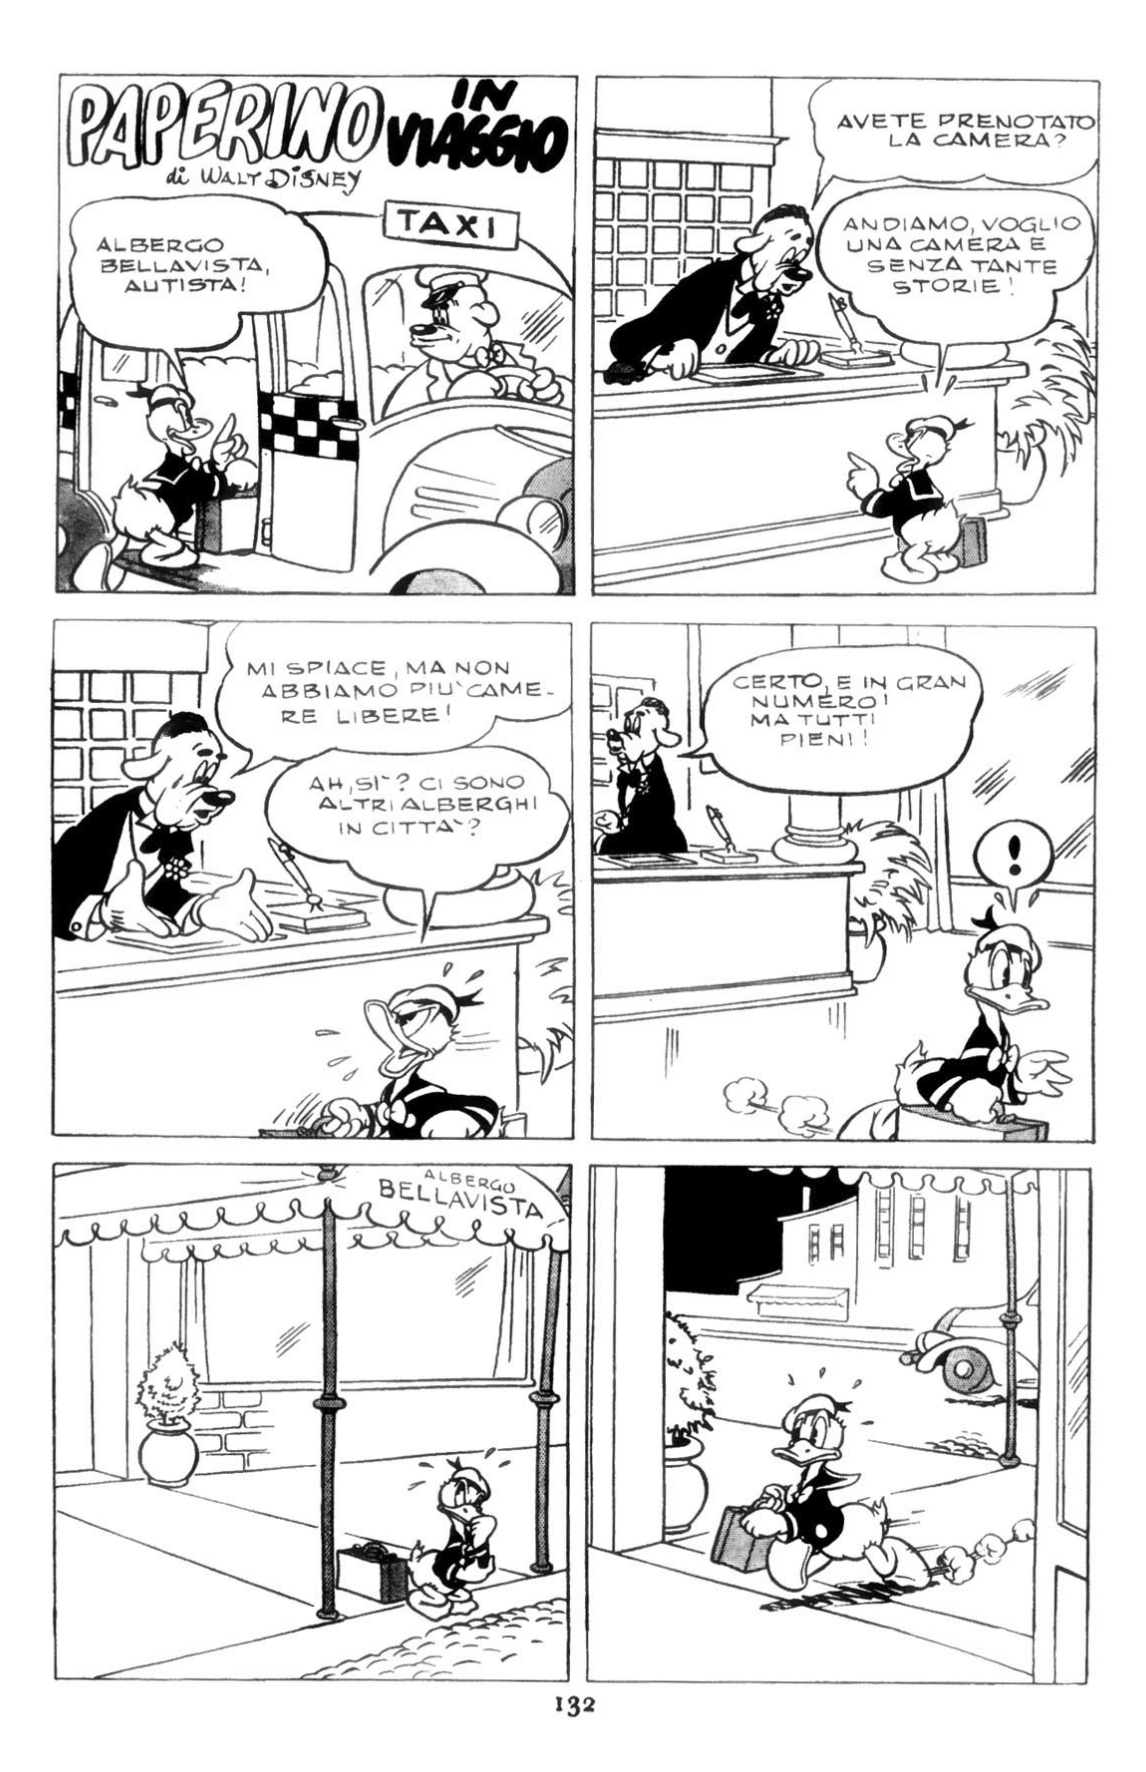 PAPERINO
IN
VIAGGIO
di WALT DISNEY
TAXI
ALBERGO
BELLAVISTA,
AUTISTA!
AVETE PRENOTATO
LA CAMERA?
ANDIAMO, VOGLIO
UNA CAMERA E
SENZA TANTE
STORIE!
MI SPIACE, MA NON
ABBIAMO PIU` CAME-
RE LIBERE!
AH, SI`? CI SONO
ALTRI ALBERGHI
IN CITTA`?
CERTO, E IN GRAN
NUMERO!
MA TUTTI
PIENI!
!
ALBERGO
BELLAVISTA
132